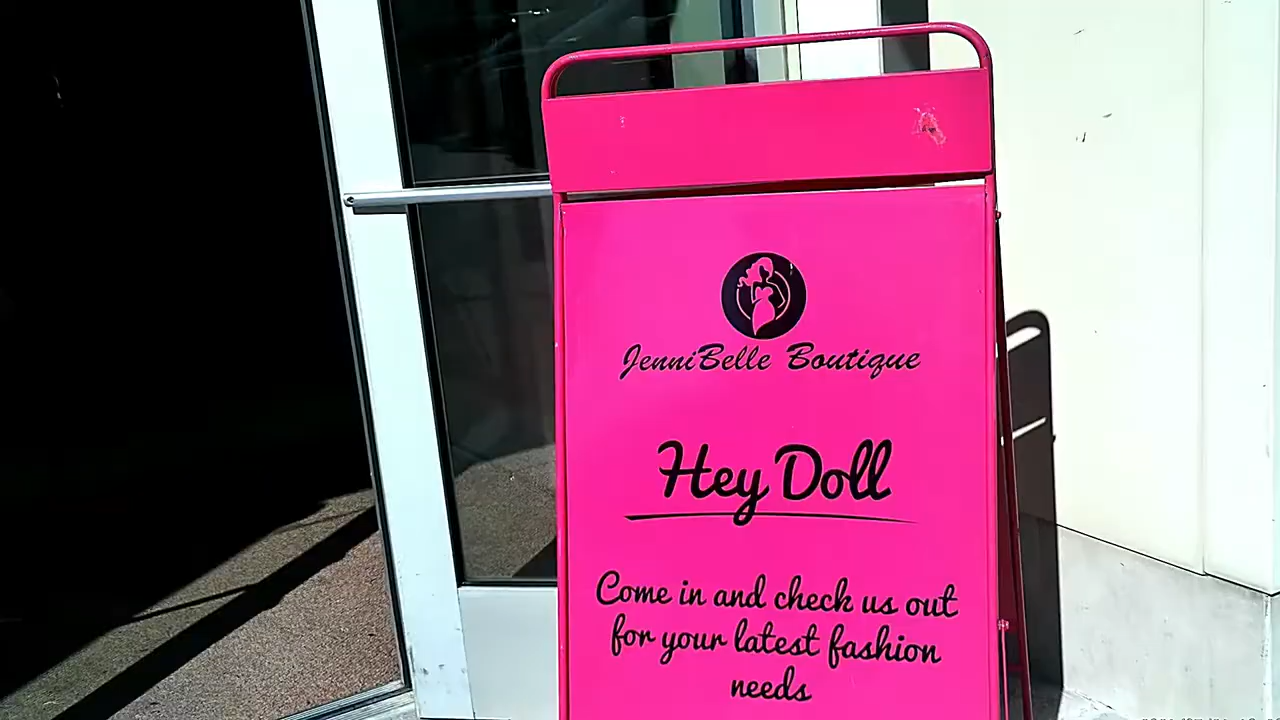 JenniBelle Boutique
Hey Doll
Come in and check us out
for your latest fashion
needs